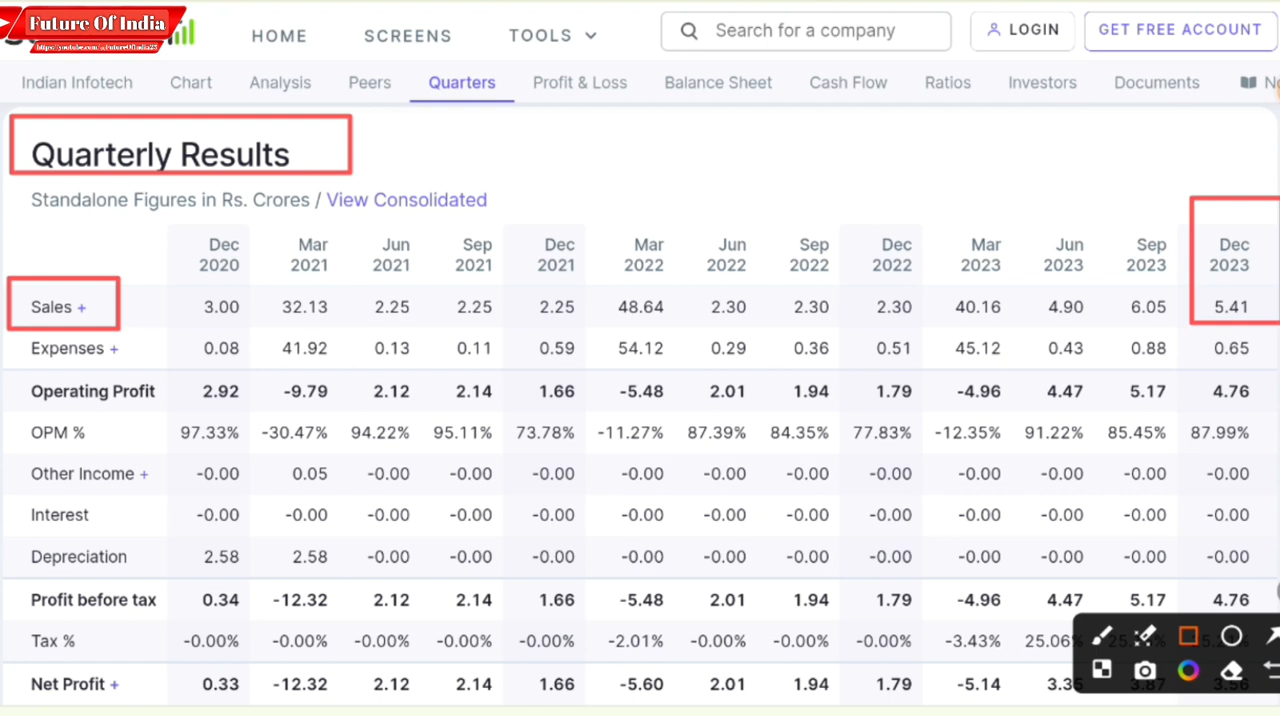 Future Of India
https://youtube.com/@FutureOfIndia23
HOME SCREENS TOOLS Search for a company LOGIN GET FREE ACCOUNT
Indian Infotech Chart Analysis Peers Quarters Profit & Loss Balance Sheet Cash Flow Ratios Investors Documents
Quarterly Results
Standalone Figures in Rs. Crores / View Consolidated
Dec Mar Jun Sep Dec Mar Jun Sep Dec Mar Jun Sep Dec
2020 2021 2021 2021 2021 2022 2022 2022 2022 2023 2023 2023 2023
Sales + 3.00 32.13 2.25 2.25 2.25 48.64 2.30 2.30 2.30 40.16 4.90 6.05 5.41
Expenses + 0.08 41.92 0.13 0.11 0.59 54.12 0.29 0.36 0.51 45.12 0.43 0.88 0.65
Operating Profit 2.92 -9.79 2.12 2.14 1.66 -5.48 2.01 1.94 1.79 -4.96 4.47 5.17 4.76
OPM % 97.33% -30.47% 94.22% 95.11% 73.78% -11.27% 87.39% 84.35% 77.83% -12.35% 91.22% 85.45% 87.99%
Other Income + -0.00 0.05 -0.00 -0.00 -0.00 -0.00 -0.00 -0.00 -0.00 -0.00 -0.00 -0.00 -0.00
Interest -0.00 -0.00 -0.00 -0.00 -0.00 -0.00 -0.00 -0.00 -0.00 -0.00 -0.00 -0.00 -0.00
Depreciation 2.58 2.58 -0.00 -0.00 -0.00 -0.00 -0.00 -0.00 -0.00 -0.00 -0.00 -0.00 -0.00
Profit before tax 0.34 -12.32 2.12 2.14 1.66 -5.48 2.01 1.94 1.79 -4.96 4.47 5.17 4.76
Tax % -0.00% -0.00% -0.00% -0.00% -0.00% -2.01% -0.00% -0.00% -0.00% -3.43% 25.06%
Net Profit + 0.33 -12.32 2.12 2.14 1.66 -5.60 2.01 1.94 1.79 -5.14 3.35 3.87 3.56